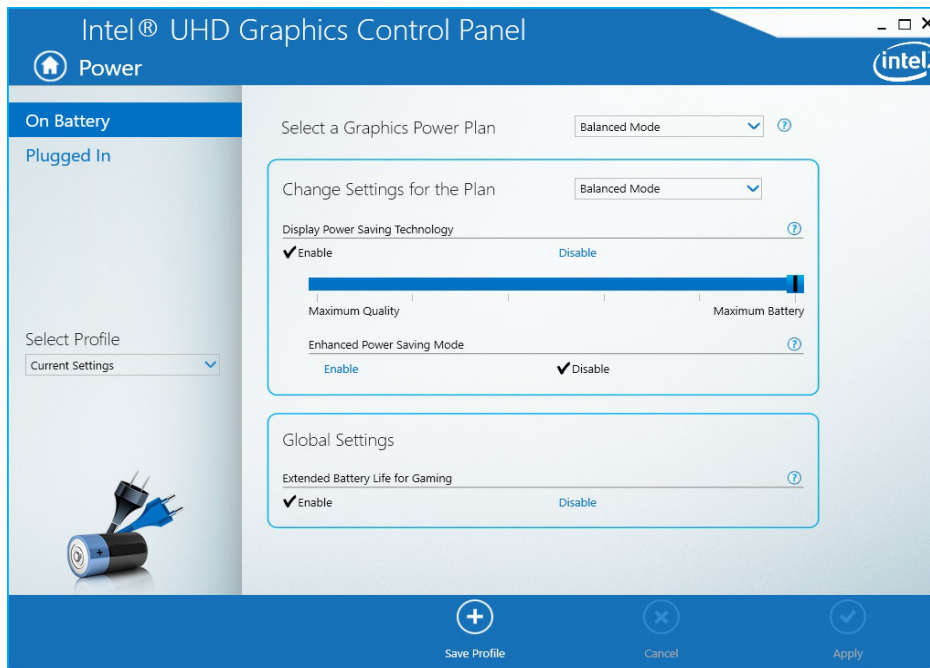 Intel® UHD Graphics Control Panel
Power
intel
On Battery
Plugged In
Select Profile
Current Settings
Select a Graphics Power Plan Balanced Mode ?
Change Settings for the Plan Balanced Mode
Display Power Saving Technology ?
Enable Disable
Maximum Quality Maximum Battery
Enhanced Power Saving Mode ?
Enable Disable
Global Settings
Extended Battery Life for Gaming ?
Enable Disable
Save Profile Cancel Apply